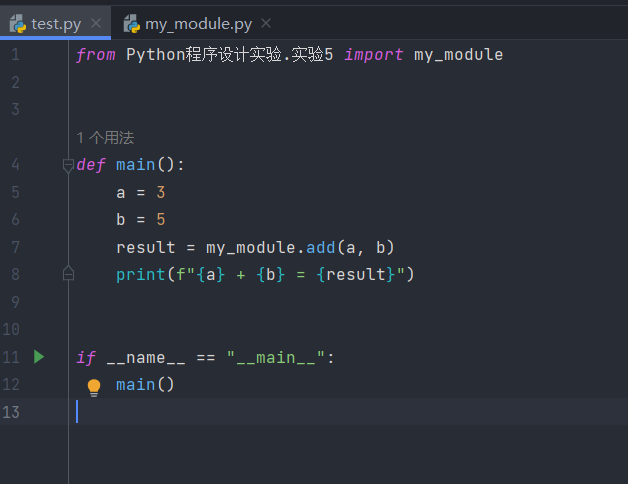 test.py
my_module.py
1 from Python程序设计实验.实验5 import my_module
2
3
1 个用法
4 def main():
5     a = 3
6     b = 5
7     result = my_module.add(a, b)
8     print(f"{a} + {b} = {result}")
9
10
11 if __name__ == "__main__":
12     main()
13